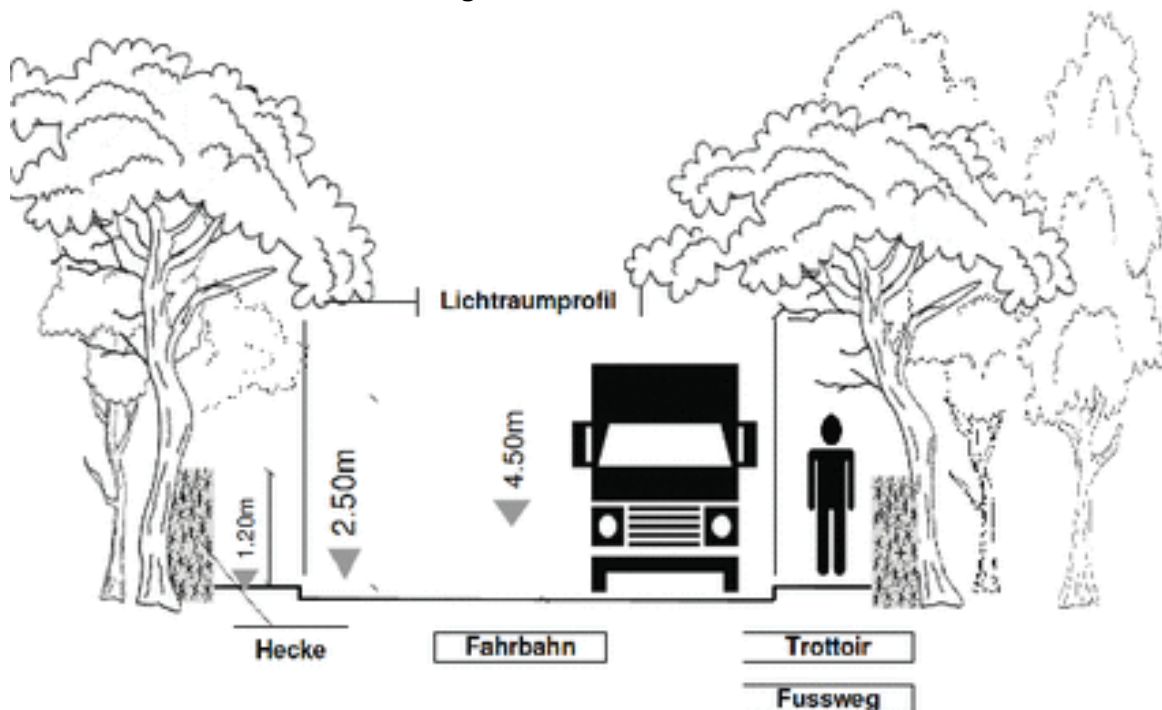 Lichtraumprofil
4.50m
2.50m
1.20m
Hecke
Fahrbahn
Trottoir
Fussweg